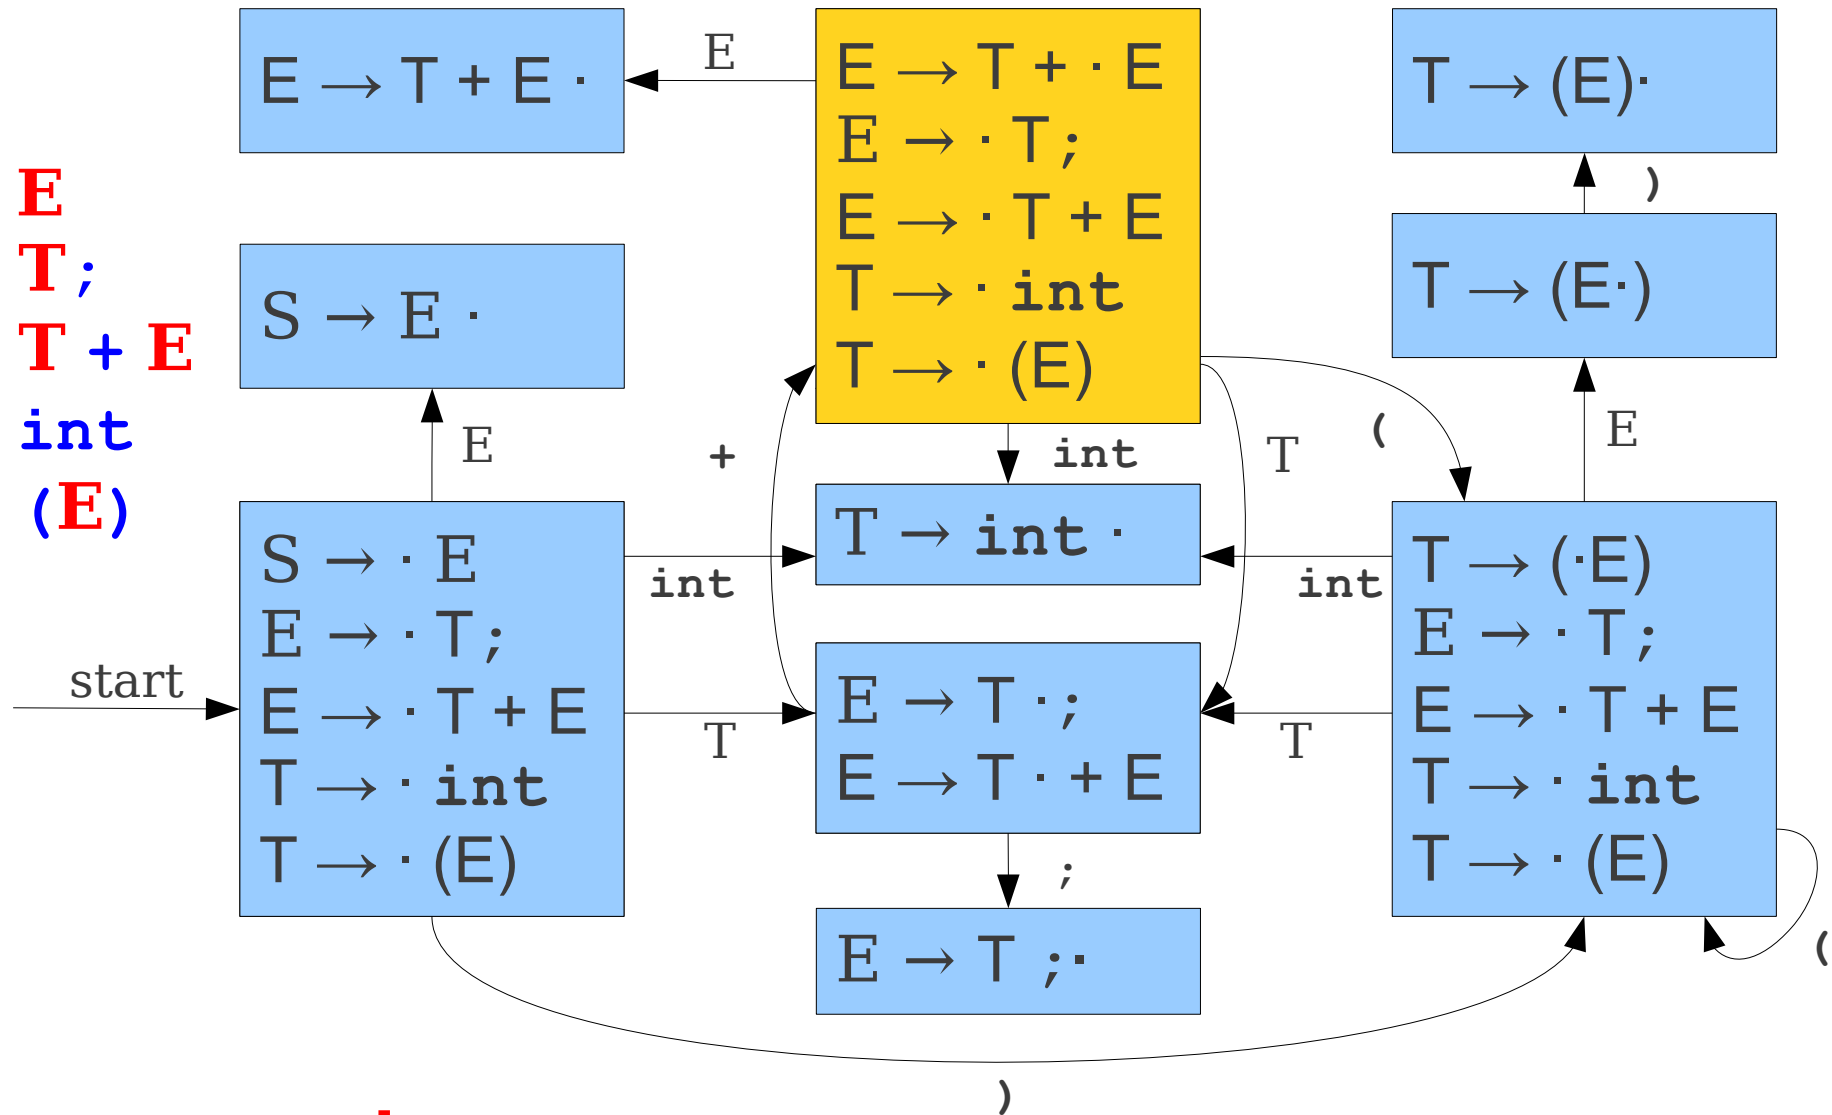 E
T ;
T + E
int
(E)
E → T + E ·
E
E → T + · E
E → · T ;
E → · T + E
T → · int
T → · (E)
T → (E)·
)
T → (E·)
S → E ·
E
+
int
T
(
E
T → int ·
S → · E
E → · T ;
E → · T + E
T → · int
T → · (E)
start
int
T
E → T · ;
E → T · + E
int
T
T → (·E)
E → · T ;
E → · T + E
T → · int
T → · (E)
;
E → T ;·
(
)